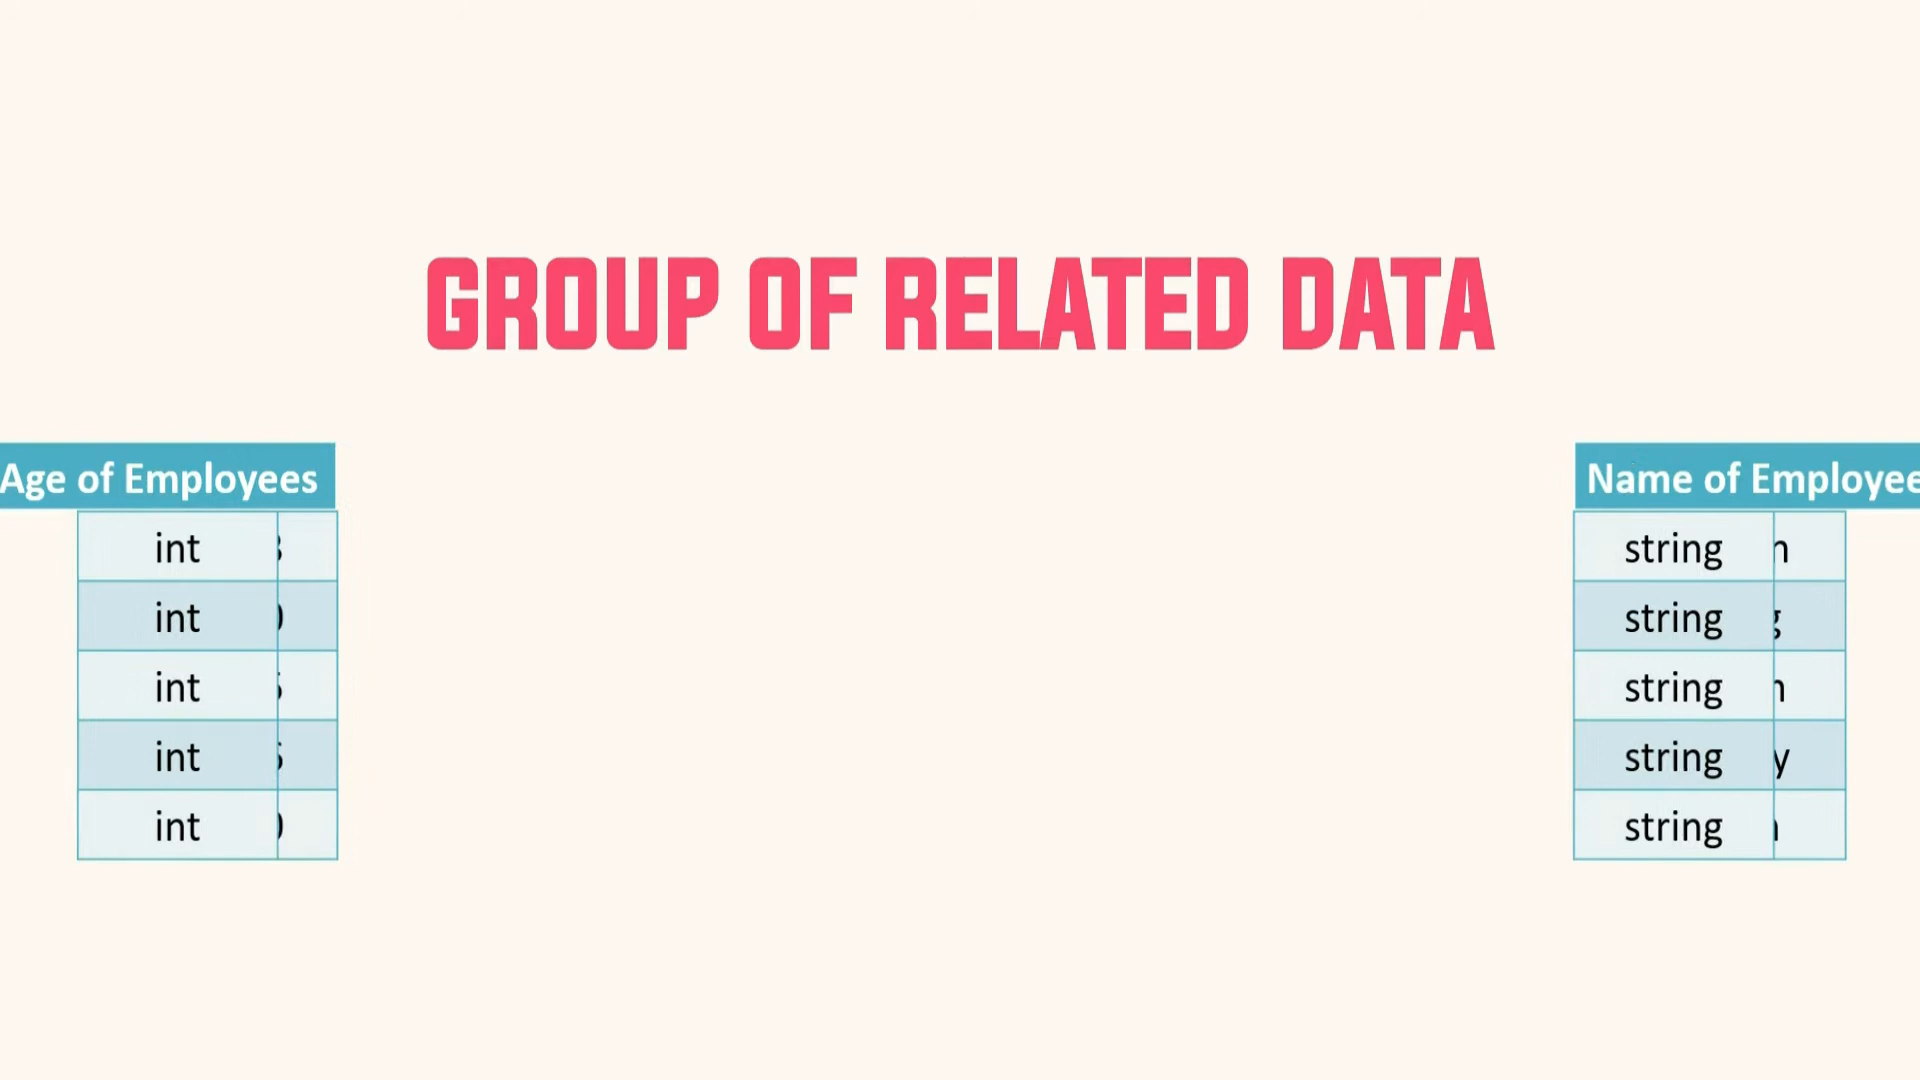 GROUP OF RELATED DATA
Age of Employees
int
int
int
int
int
Name of Employee
string
string
string
string
string